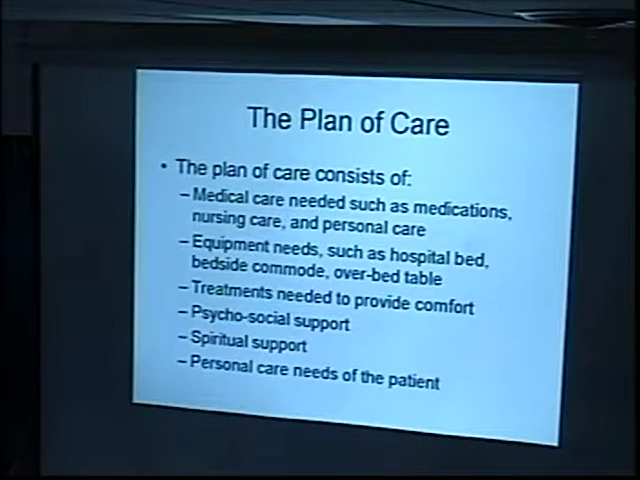 The Plan of Care
• The plan of care consists of:
– Medical care needed such as medications,
nursing care, and personal care
– Equipment needs, such as hospital bed,
bedside commode, over-bed table
– Treatments needed to provide comfort
– Psycho-social support
– Spiritual support
– Personal care needs of the patient